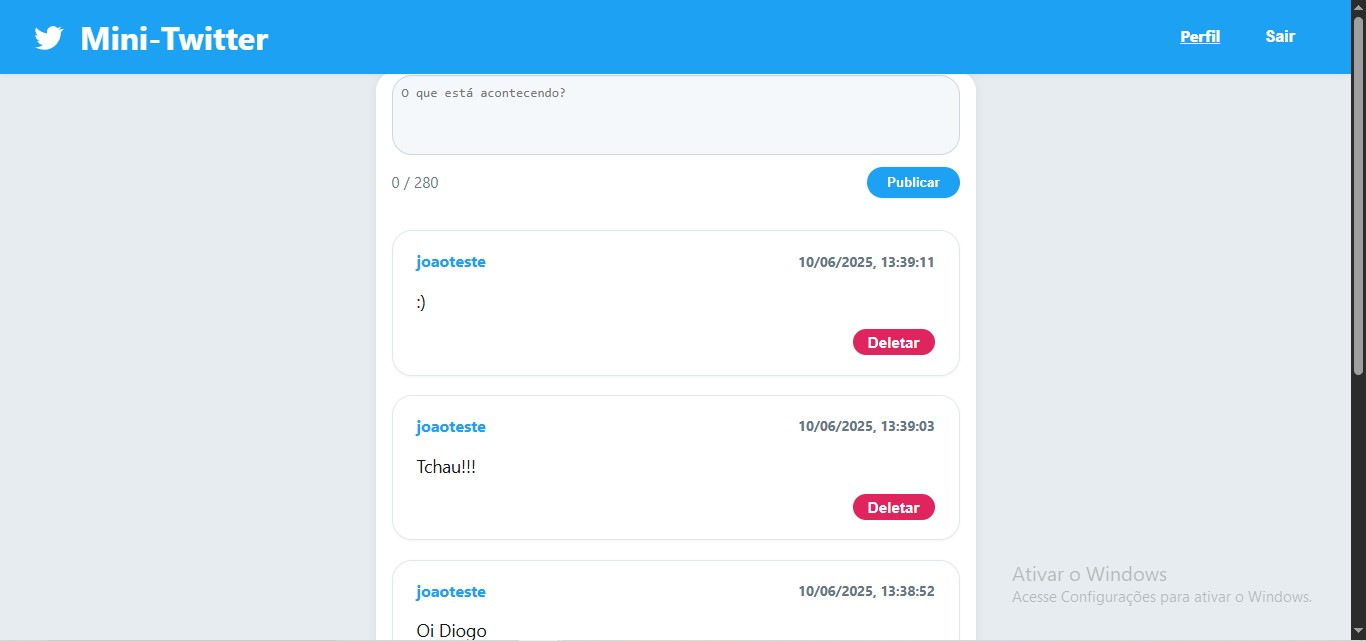 Mini-Twitter
Perfil
Sair
O que está acontecendo?
0 / 280
Publicar
joaoteste
10/06/2025, 13:39:11
:)
Deletar
joaoteste
10/06/2025, 13:39:03
Tchau!!!
Deletar
joaoteste
10/06/2025, 13:38:52
Oi Diogo
Ativar o Windows
Acesse Configurações para ativar o Windows.